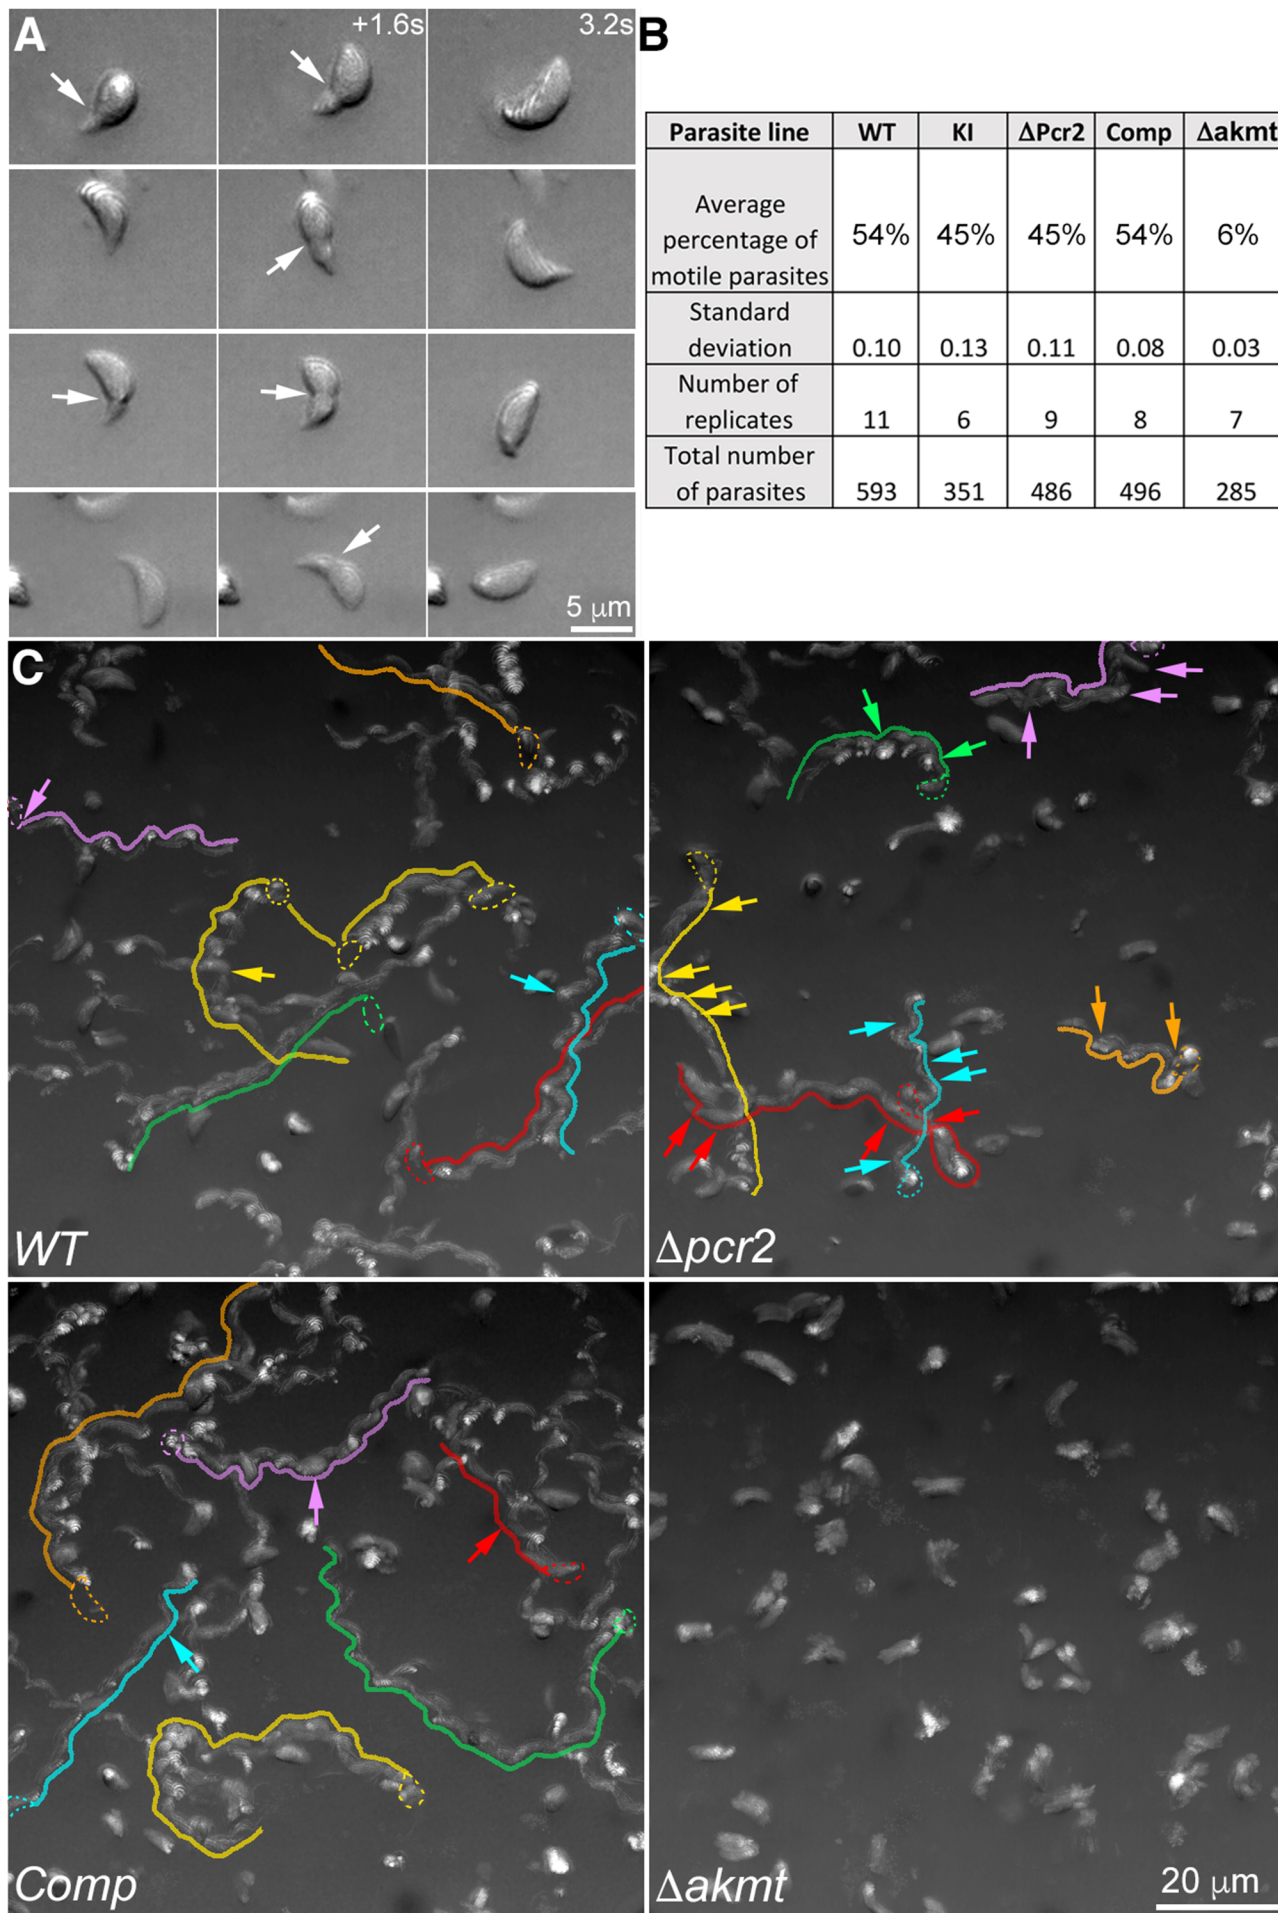 A
+1.6s
3.2s
5 μm
B
Parasite line WT KI ΔPcr2 Comp Δakmt
Average
percentage of
motile parasites
54% 45% 45% 54% 6%
Standard
deviation
0.10 0.13 0.11 0.08 0.03
Number of
replicates
11 6 9 8 7
Total number
of parasites
593 351 486 496 285
C
WT
Δpcr2
Comp
Δakmt
20 μm